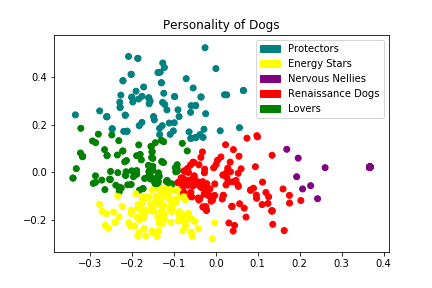 Personality of Dogs
Protectors
Energy Stars
Nervous Nellies
Renaissance Dogs
Lovers
0.4
0.2
0.0
−0.2
−0.3 −0.2 −0.1 0.0 0.1 0.2 0.3 0.4